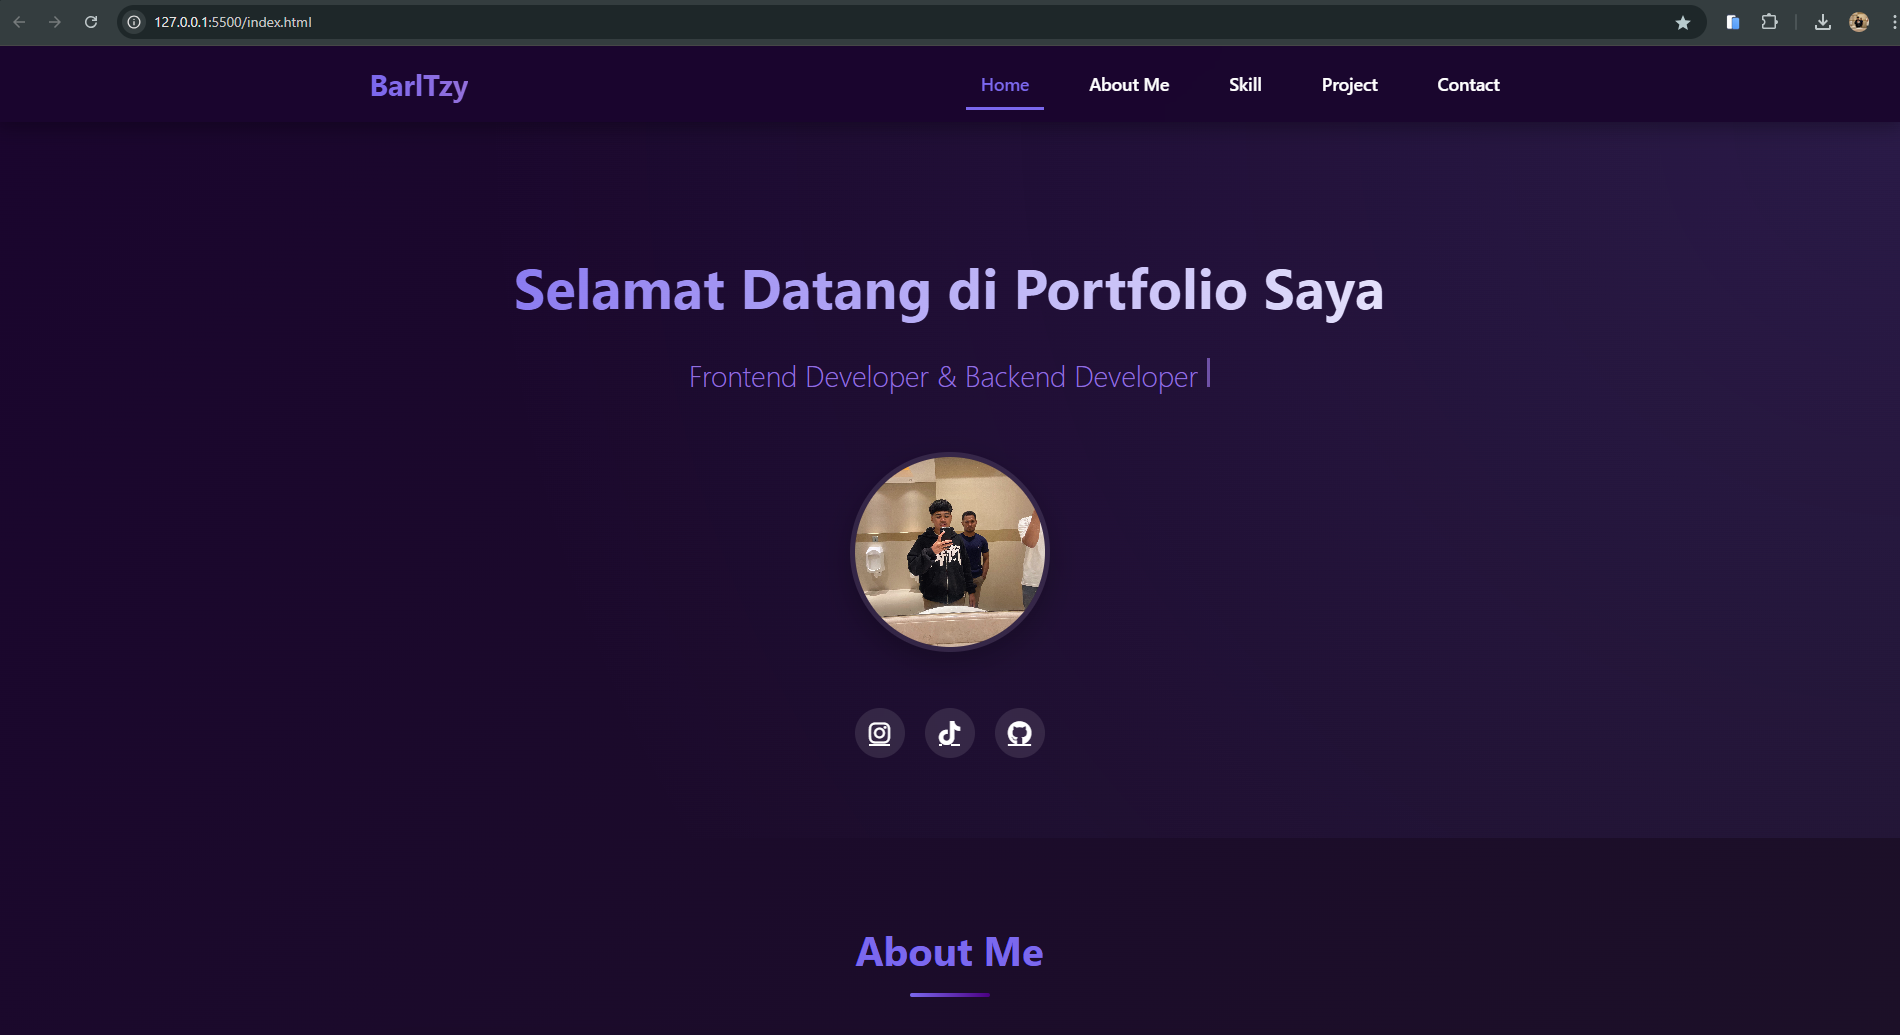 127.0.0.1:5500/index.html
BarlTzy
Home About Me Skill Project Contact
Selamat Datang di Portfolio Saya
Frontend Developer & Backend Developer
About Me